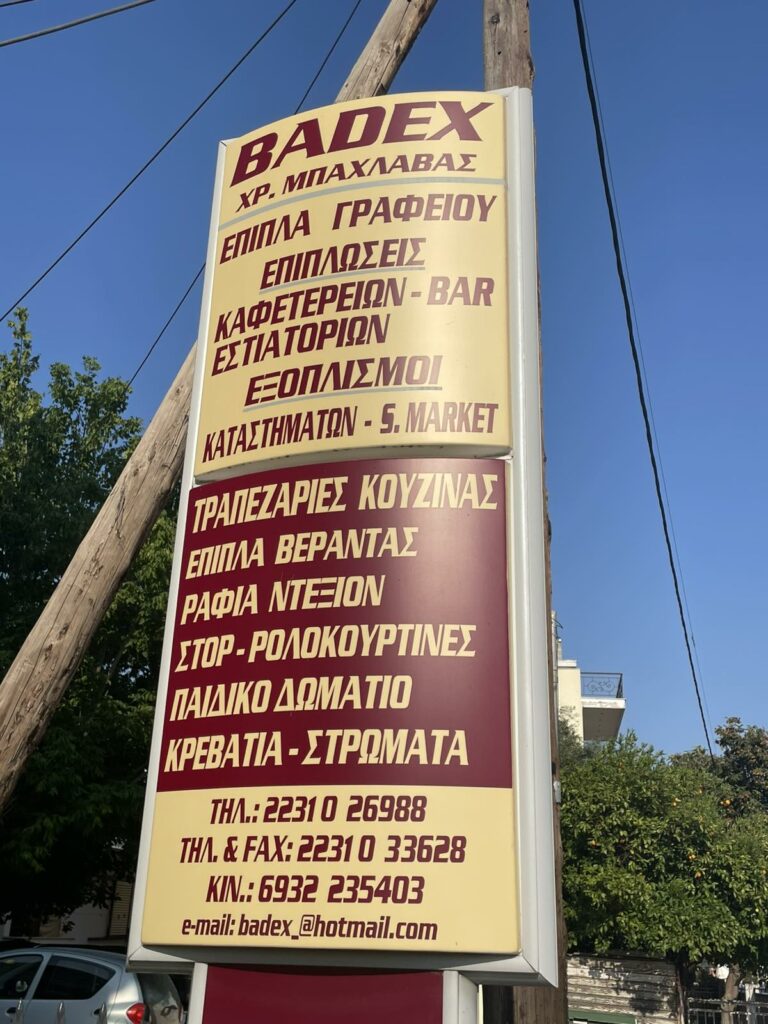 BADEX
ΧΡ. ΜΠΑΧΛΑΒΑΣ
ΕΠΙΠΛΑ ΓΡΑΦΕΙΟΥ
ΕΠΙΠΛΩΣΕΙΣ
ΚΑΦΕΤΕΡΕΙΩΝ - BAR
ΕΣΤΙΑΤΟΡΙΩΝ
ΕΞΟΠΛΙΣΜΟΙ
ΚΑΤΑΣΤΗΜΑΤΩΝ - S. MARKET
ΤΡΑΠΕΖΑΡΙΕΣ ΚΟΥΖΙΝΑΣ
ΕΠΙΠΛΑ ΒΕΡΑΝΤΑΣ
ΡΑΦΙΑ ΝΤΕΞΙΟΝ
ΣΤΟΡ - ΡΟΛΟΚΟΥΡΤΙΝΕΣ
ΠΑΙΔΙΚΟ ΔΩΜΑΤΙΟ
ΚΡΕΒΑΤΙΑ - ΣΤΡΩΜΑΤΑ
ΤΗΛ.: 2231 0 26988
ΤΗΛ. & FAX: 2231 0 33628
ΚΙΝ.: 6932 235403
e-mail: badex_@hotmail.com